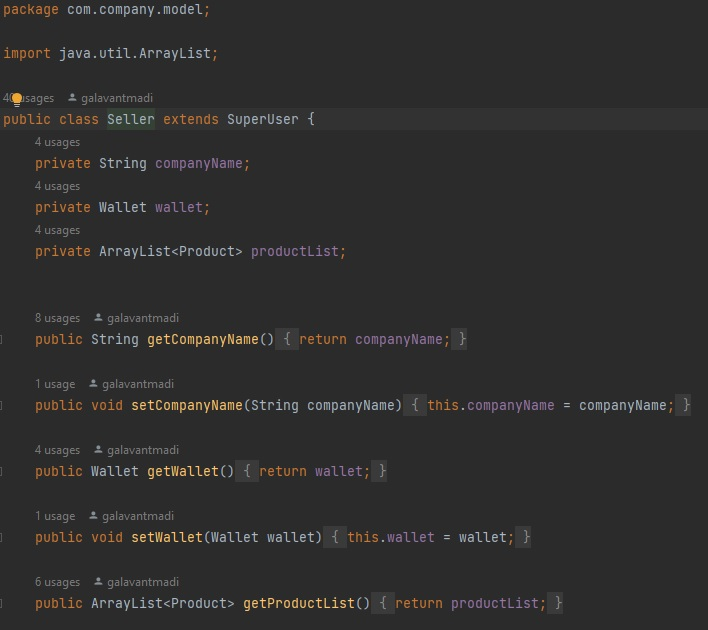 package com.company.model;
import java.util.ArrayList;
usages galavantmadi
public class Seller extends SuperUser {
4 usages
private String companyName;
4 usages
private Wallet wallet;
4 usages
private ArrayList<Product> productList;
8 usages galavantmadi
public String getCompanyName() { return companyName; }
1 usage galavantmadi
public void setCompanyName(String companyName) { this.companyName = companyName; }
4 usages galavantmadi
public Wallet getWallet() { return wallet; }
1 usage galavantmadi
public void setWallet(Wallet wallet) { this.wallet = wallet; }
6 usages galavantmadi
public ArrayList<Product> getProductList() { return productList; }